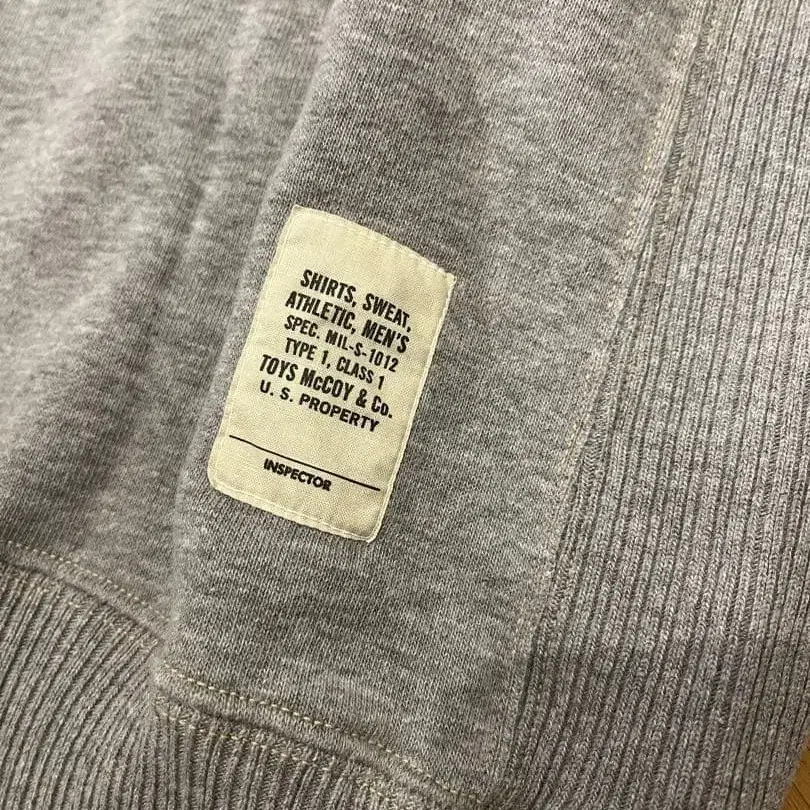 SHIRTS, SWEAT,
ATHLETIC, MEN'S
SPEC. MIL-S-1012
TYPE 1, CLASS 1
TOYS McCOY & Co.
U. S. PROPERTY
INSPECTOR